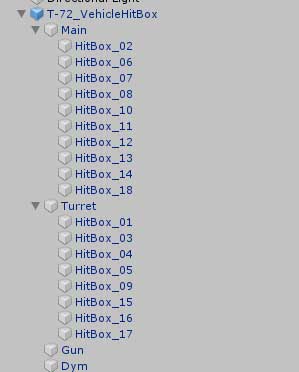 Directional Light
T-72_VehicleHitBox
Main
HitBox_02
HitBox_06
HitBox_07
HitBox_08
HitBox_10
HitBox_11
HitBox_12
HitBox_13
HitBox_14
HitBox_18
Turret
HitBox_01
HitBox_03
HitBox_04
HitBox_05
HitBox_09
HitBox_15
HitBox_16
HitBox_17
Gun
Dym